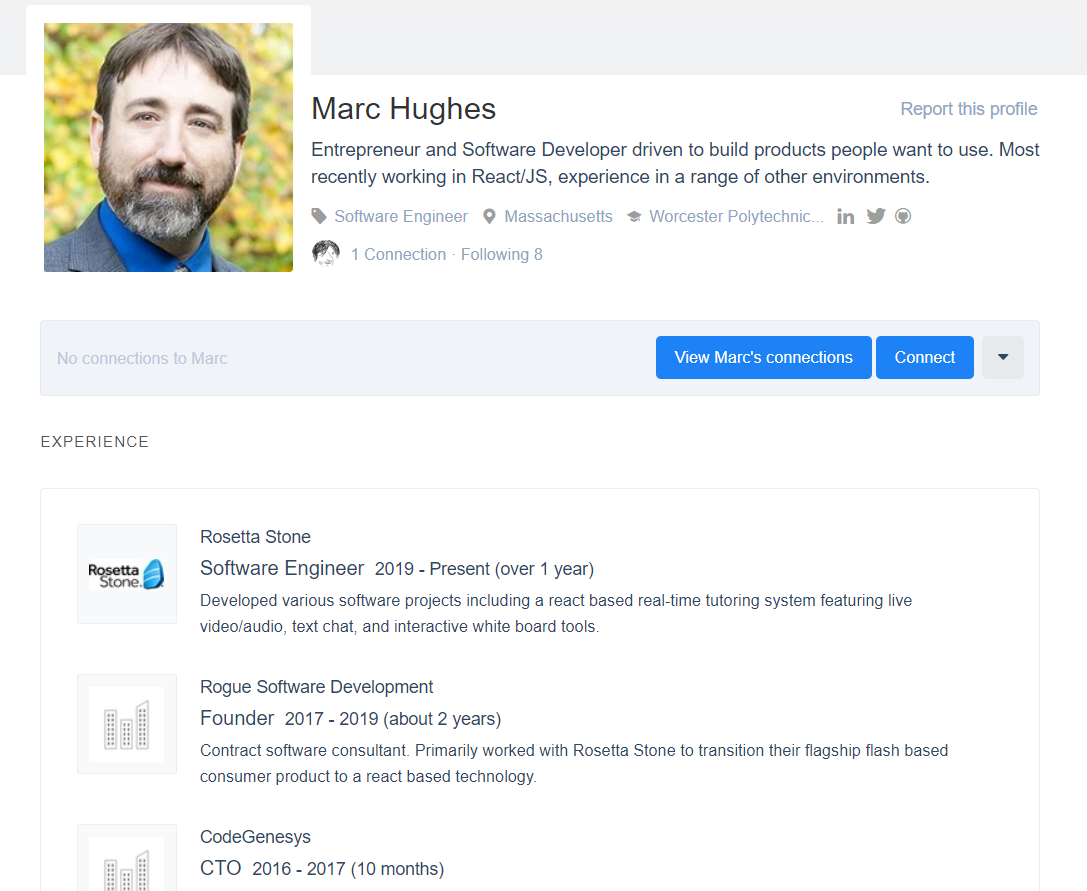 Marc Hughes
Report this profile
Entrepreneur and Software Developer driven to build products people want to use. Most
recently working in React/JS, experience in a range of other environments.
Software Engineer Massachusetts Worcester Polytechnic... in
1 Connection · Following 8
No connections to Marc
View Marc's connections
Connect
EXPERIENCE
Rosetta
Stone.
Rosetta Stone
Software Engineer 2019 - Present (over 1 year)
Developed various software projects including a react based real-time tutoring system featuring live
video/audio, text chat, and interactive white board tools.
Rogue Software Development
Founder 2017 - 2019 (about 2 years)
Contract software consultant. Primarily worked with Rosetta Stone to transition their flagship flash based
consumer product to a react based technology.
CodeGenesys
CTO 2016 - 2017 (10 months)